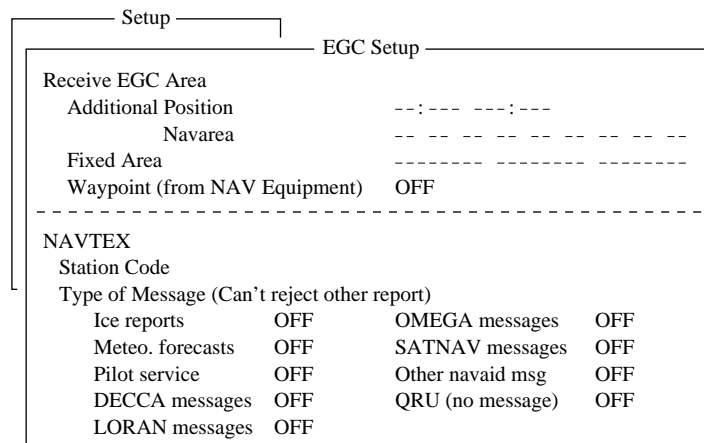 Setup
EGC Setup
Receive EGC Area
Additional Position --:--- ---:---
Navarea -- -- -- -- -- -- -- --
Fixed Area -------- -------- --------
Waypoint (from NAV Equipment) OFF
NAVTEX
Station Code
Type of Message (Can't reject other report)
Ice reports OFF OMEGA messages OFF
Meteo. forecasts OFF SATNAV messages OFF
Pilot service OFF Other navaid msg OFF
DECCA messages OFF QRU (no message) OFF
LORAN messages OFF